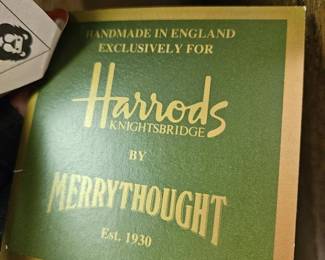 HANDMADE IN ENGLAND
EXCLUSIVELY FOR
Harrods
KNIGHTSBRIDGE
BY
MERRYTHOUGHT
Est. 1930